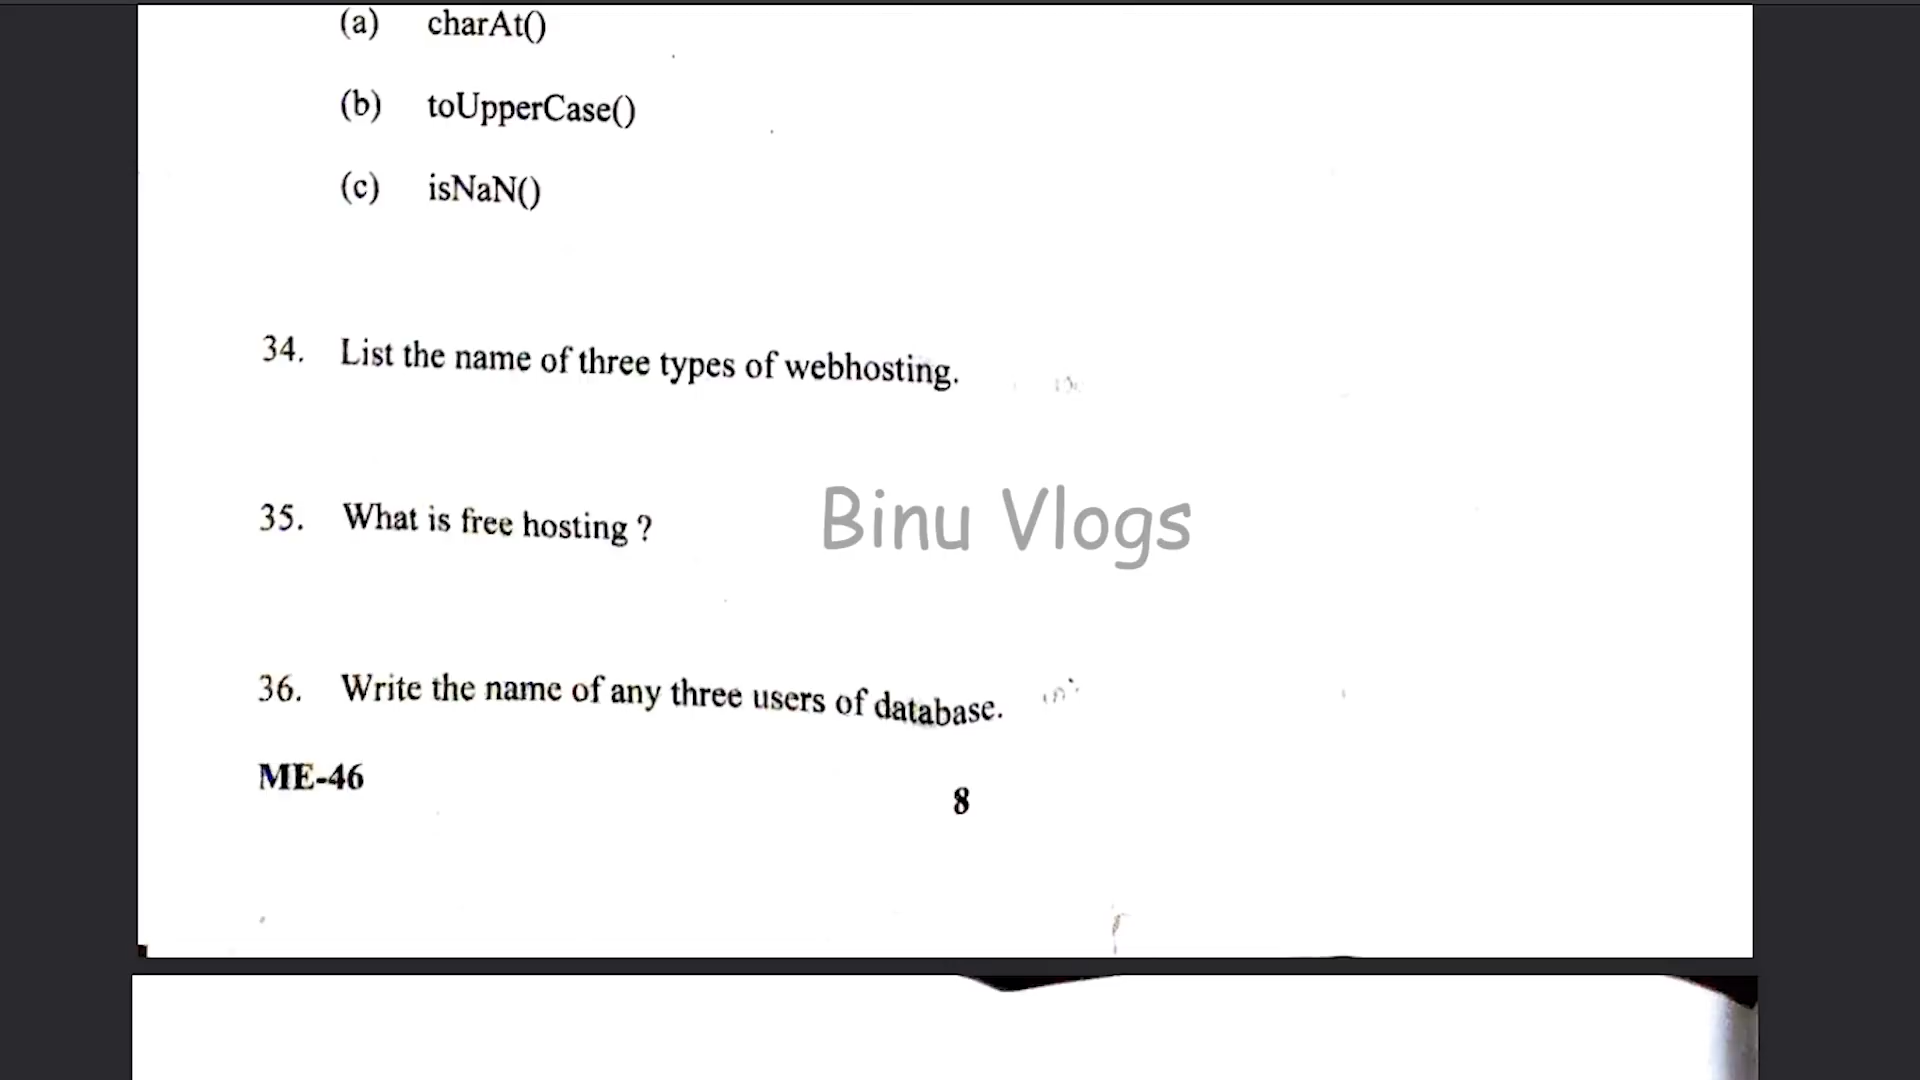 (a) charAt()
(b) toUpperCase()
(c) isNaN()
34. List the name of three types of webhosting.
35. What is free hosting ?
Binu Vlogs
36. Write the name of any three users of database.
ME-46
8